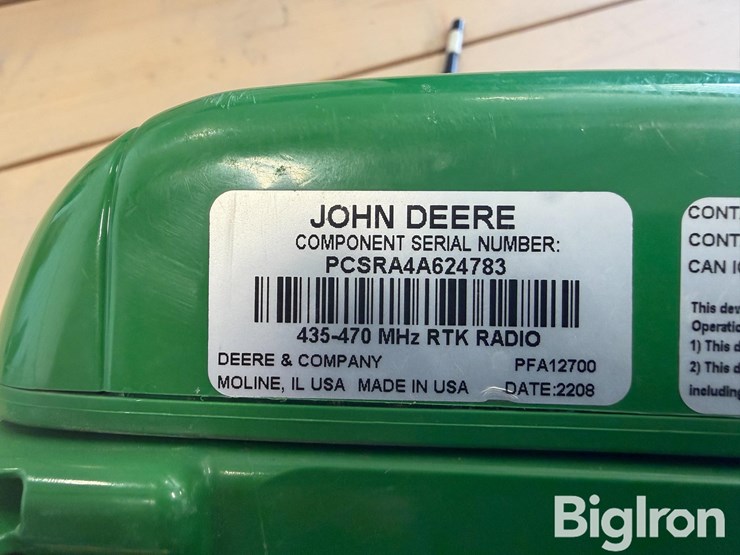 JOHN DEERE
COMPONENT SERIAL NUMBER:
PCSRA4A624783
435-470 MHz RTK RADIO
DEERE & COMPANY PFA12700
MOLINE, IL USA MADE IN USA DATE:2208
CONT
CONT
CAN IC
This dev
Operatio
1) This d
2) This d
including
BigIron